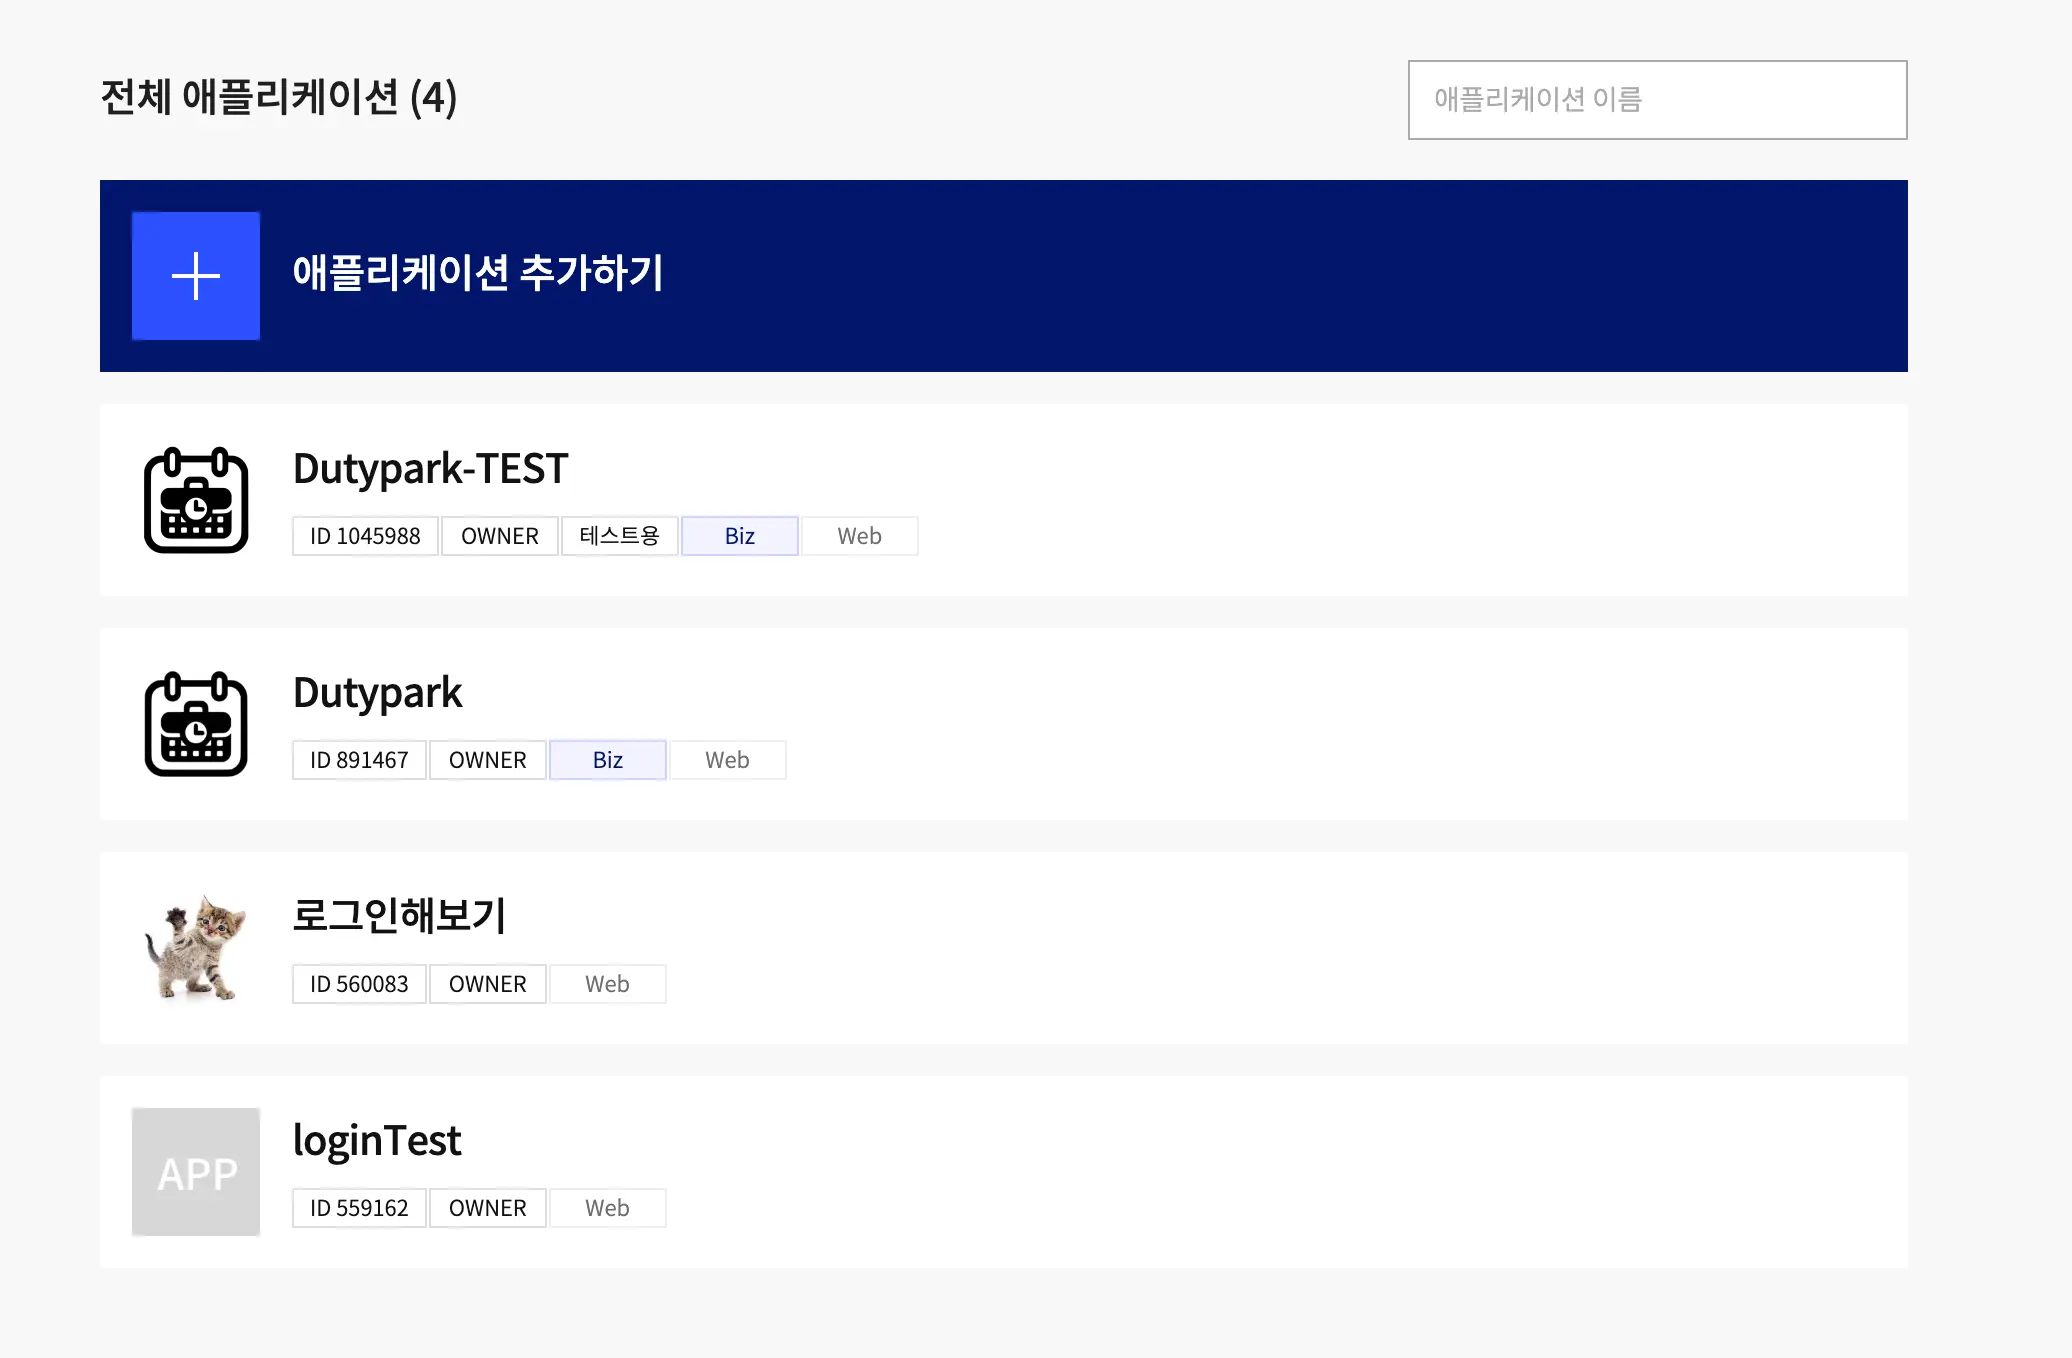 전체 애플리케이션 (4)
애플리케이션 이름
애플리케이션 추가하기
Dutypark-TEST
ID 1045988 OWNER 테스트용 Biz Web
Dutypark
ID 891467 OWNER Biz Web
로그인해보기
ID 560083 OWNER Web
APP
loginTest
ID 559162 OWNER Web